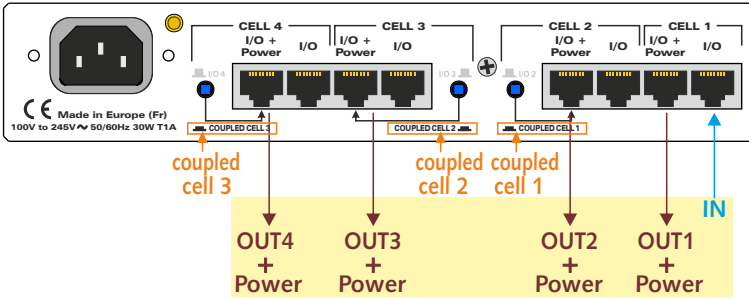 CELL 4
CELL 3
CELL 2
CELL 1
I/O + Power
I/O
I/O + Power
I/O
I/O + Power
I/O
I/O + Power
I/O
I/O 4
I/O 3
I/O 2
CE Made in Europe (Fr)
100V to 245V ~ 50/60Hz 30W T1A
COUPLED CELL 3
COUPLED CELL 2
COUPLED CELL 1
coupled cell 3
coupled cell 2
coupled cell 1
IN
OUT4 + Power
OUT3 + Power
OUT2 + Power
OUT1 + Power